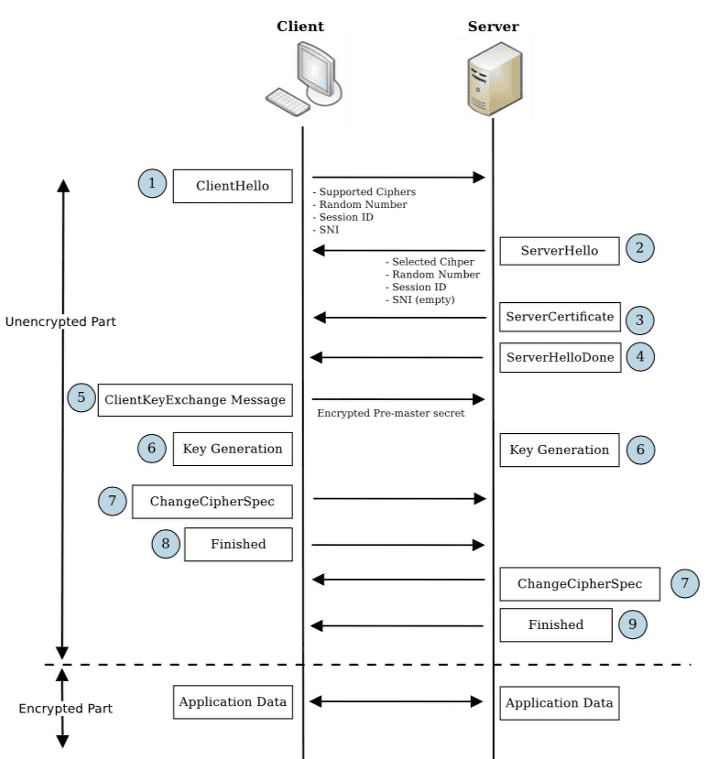 Client
Server
1
ClientHello
- Supported Ciphers
- Random Number
- Session ID
- SNI
ServerHello
2
- Selected Cihper
- Random Number
- Session ID
- SNI (empty)
Unencrypted Part
ServerCertificate
3
ServerHelloDone
4
5
ClientKeyExchange Message
Encrypted Pre-master secret
6
Key Generation
Key Generation
6
7
ChangeCipherSpec
8
Finished
ChangeCipherSpec
7
Finished
9
Encrypted Part
Application Data
Application Data